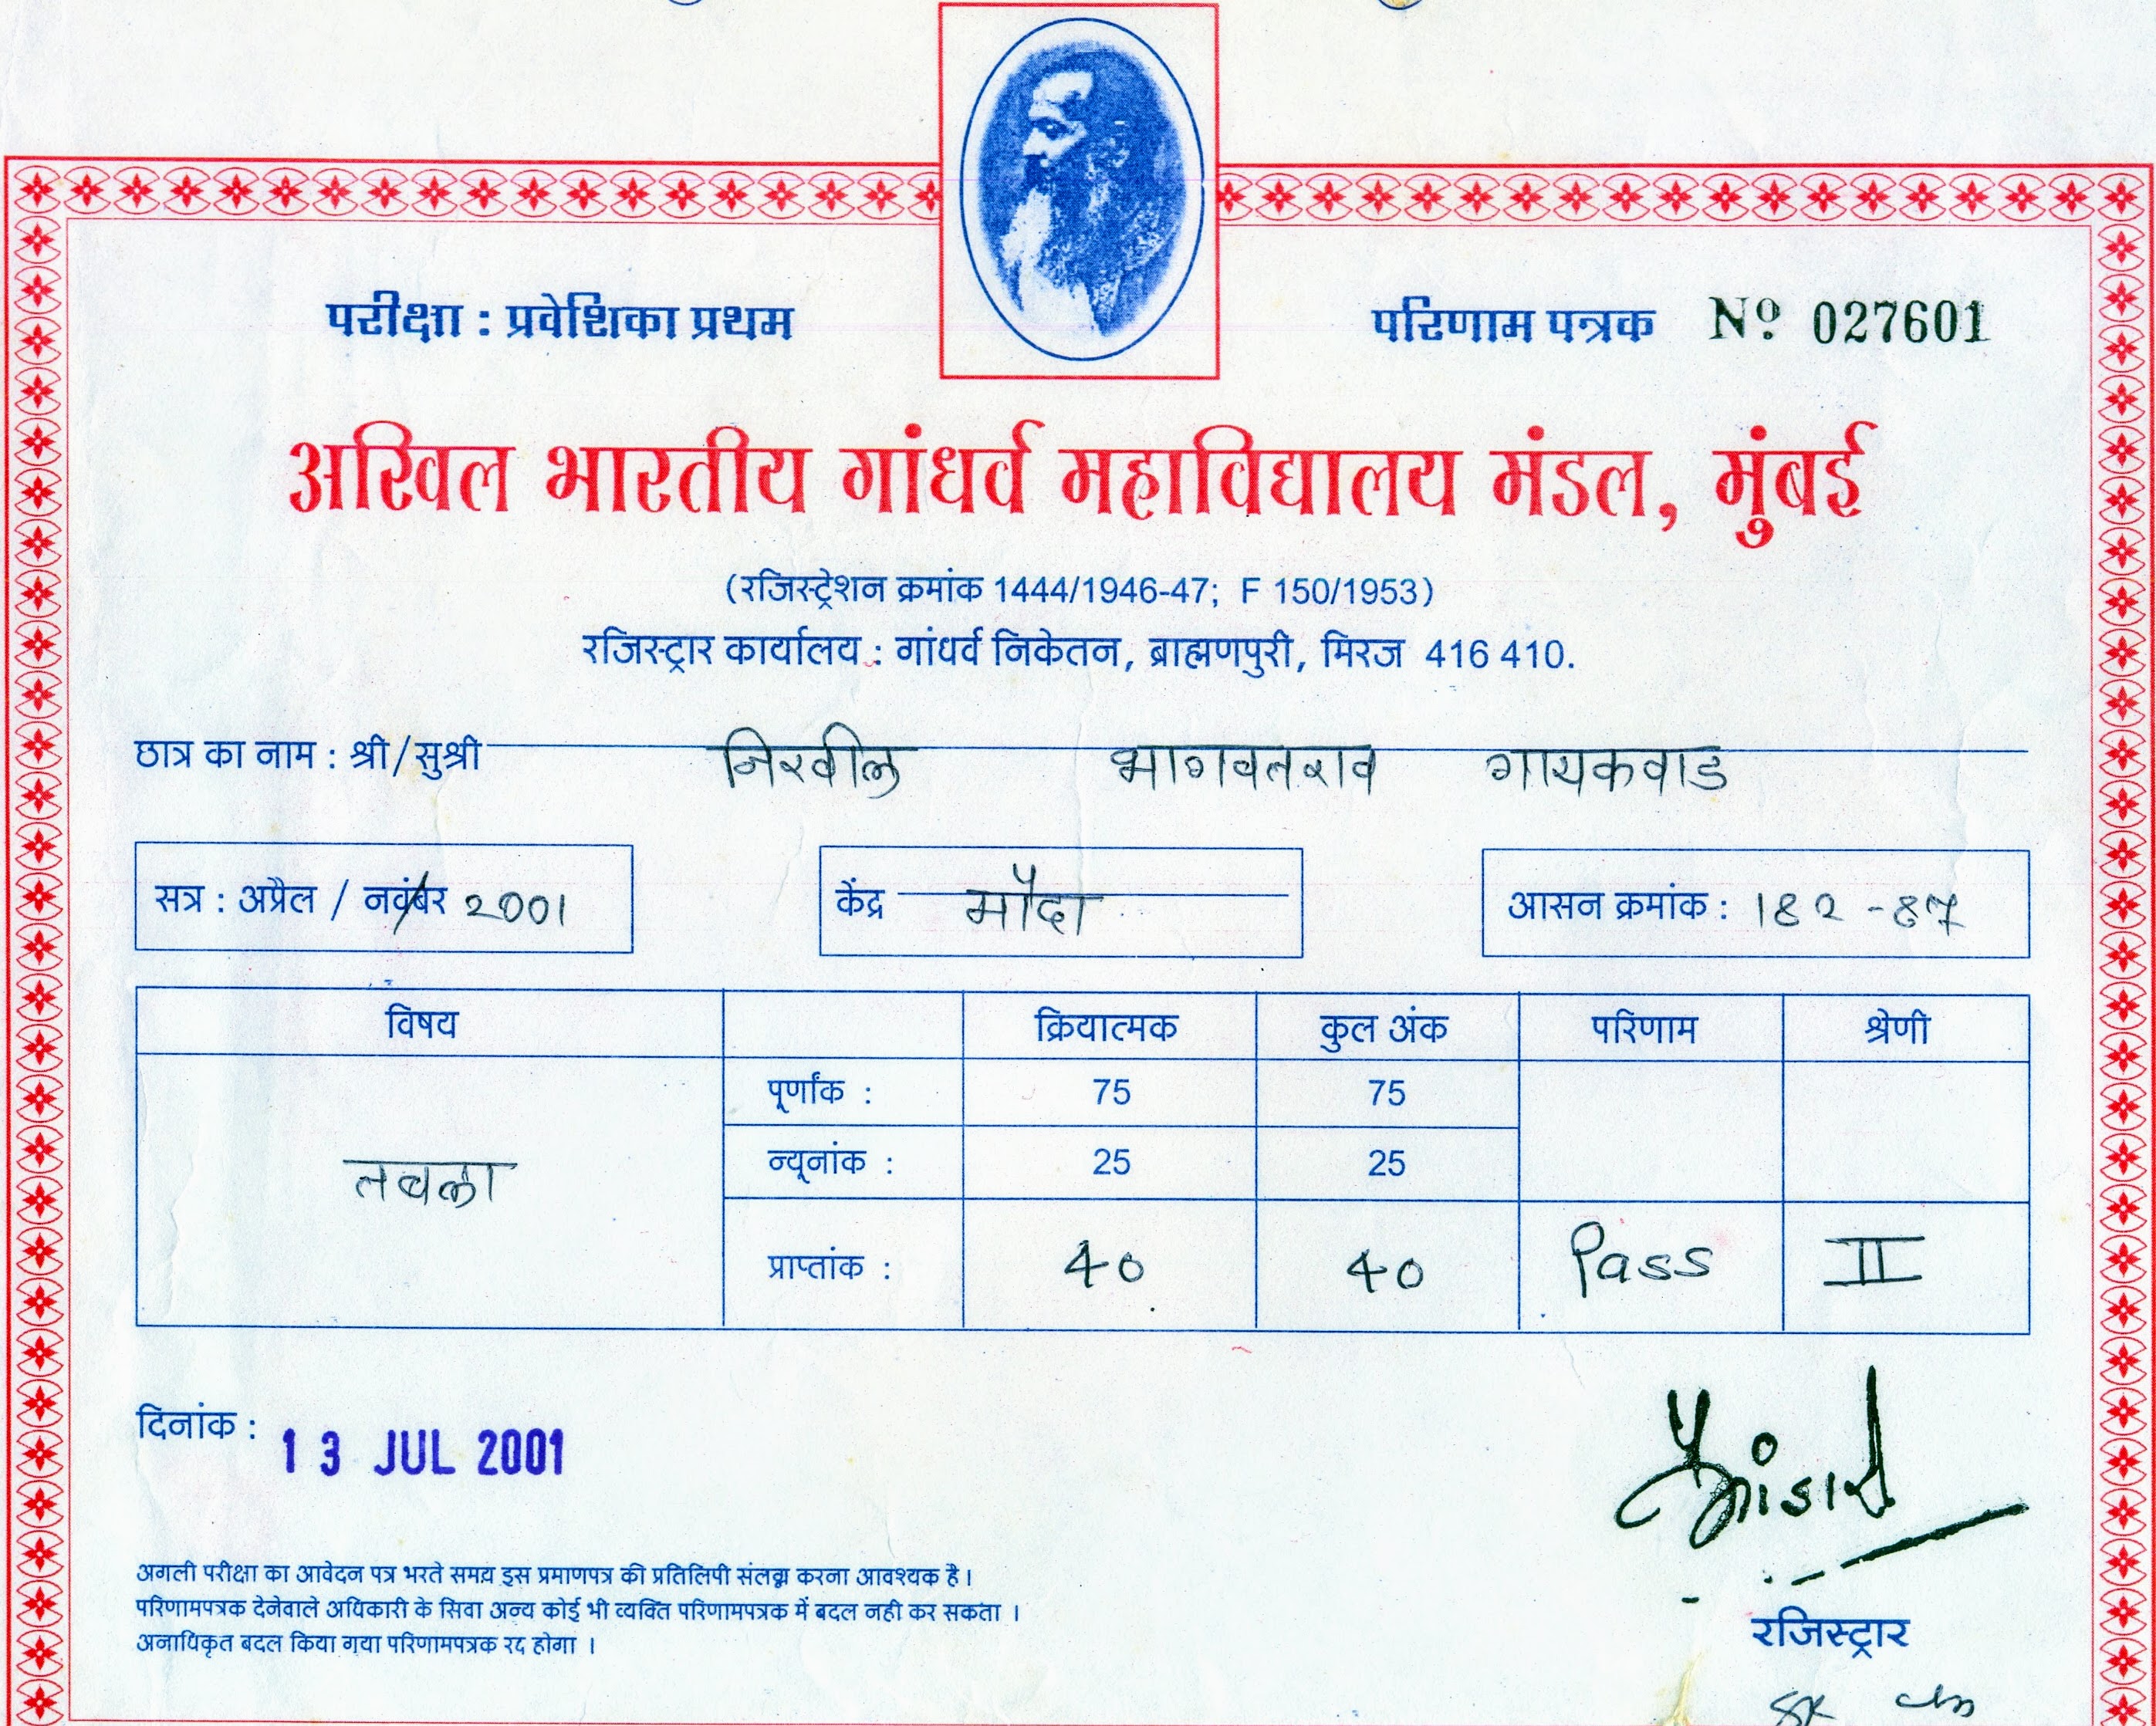 परीक्षा : प्रवेशिका प्रथम
परिणाम पत्रक Nº 027601
अखिल भारतीय गांधर्व महाविद्यालय मंडल, मुंबई
(रजिस्ट्रेशन क्रमांक 1444/1946-47; F 150/1953)
रजिस्ट्रार कार्यालय : गांधर्व निकेतन, ब्राह्मणपुरी, मिरज 416 410.
छात्र का नाम : श्री/सुश्री निखील भागवतराव गायकवाड
सत्र : अप्रैल / नवंबर 2001 केंद्र मौदा आसन क्रमांक : 182 -87
विषय क्रियात्मक कुल अंक परिणाम श्रेणी
पूर्णांक : 75 75
न्यूनांक : 25 25
तबला
प्राप्तांक : 40 40 Pass II
दिनांक : 13 JUL 2001
अगली परीक्षा का आवेदन पत्र भरते समय इस प्रमाणपत्र की प्रतिलिपी संलग्न करना आवश्यक है।
परिणामपत्रक देनेवाले अधिकारी के सिवा अन्य कोई भी व्यक्ति परिणामपत्रक में बदल नही कर सकता ।
अनाधिकृत बदल किया गया परिणामपत्रक रद होगा ।
रजिस्ट्रार